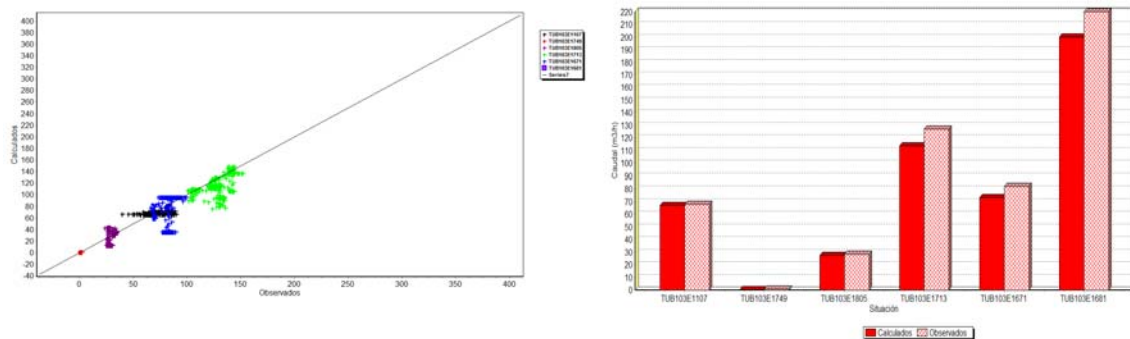 400
380
360
340
320
300
280
260
240
220
200
180
160
140
120
100
80
60
40
20
0
-20
-40
Calculados
0
50
100
150
200
250
300
350
400
Observados
TUB103E1107
TUB103E1749
TUB103E1805
TUB103E1713
TUB103E1671
TUB103E1681
Series7
220
210
200
190
180
170
160
150
140
130
120
110
100
90
80
70
60
50
40
30
20
10
0
Caudal (m3/h)
TUB103E1107
TUB103E1749
TUB103E1805
TUB103E1713
TUB103E1671
TUB103E1681
Situación
Calculados
Observados